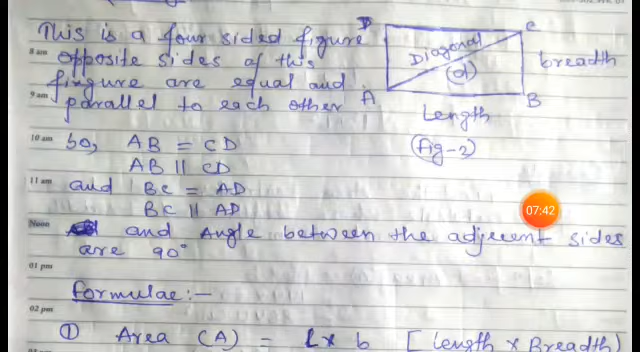 This is a four sided figure
8 am opposite sides of this
fingure are equal and
9 am parallel to each other
D
C
Diagonal
(d)
breadth
A
B
Length
(fig-2)
10 am so, AB = CD
AB || CD
11 am and BC = AD
BC || AD
07:42
Noon and Angle between the adjecent sides
are 90°
01 pm
formulae:-
02 pm
① Area (A) = l x b [length x Breadth)